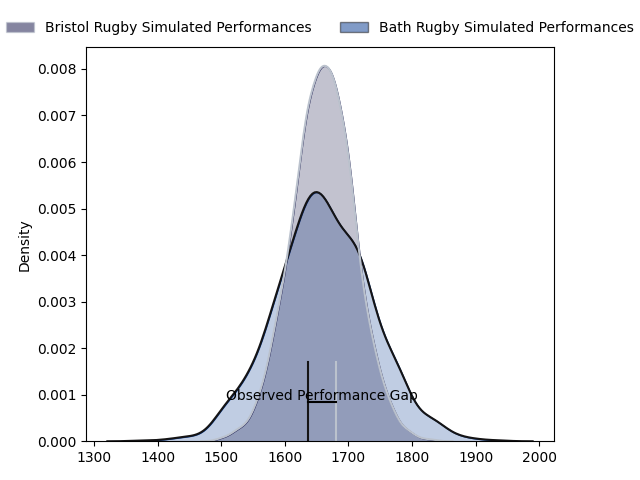 Bristol Rugby Simulated Performances Bath Rugby Simulated Performances
0.008
0.007
0.006
0.005
0.004
0.003
0.002
0.001
0.000
Density
Observed Performance Gap
1300 1400 1500 1600 1700 1800 1900 2000